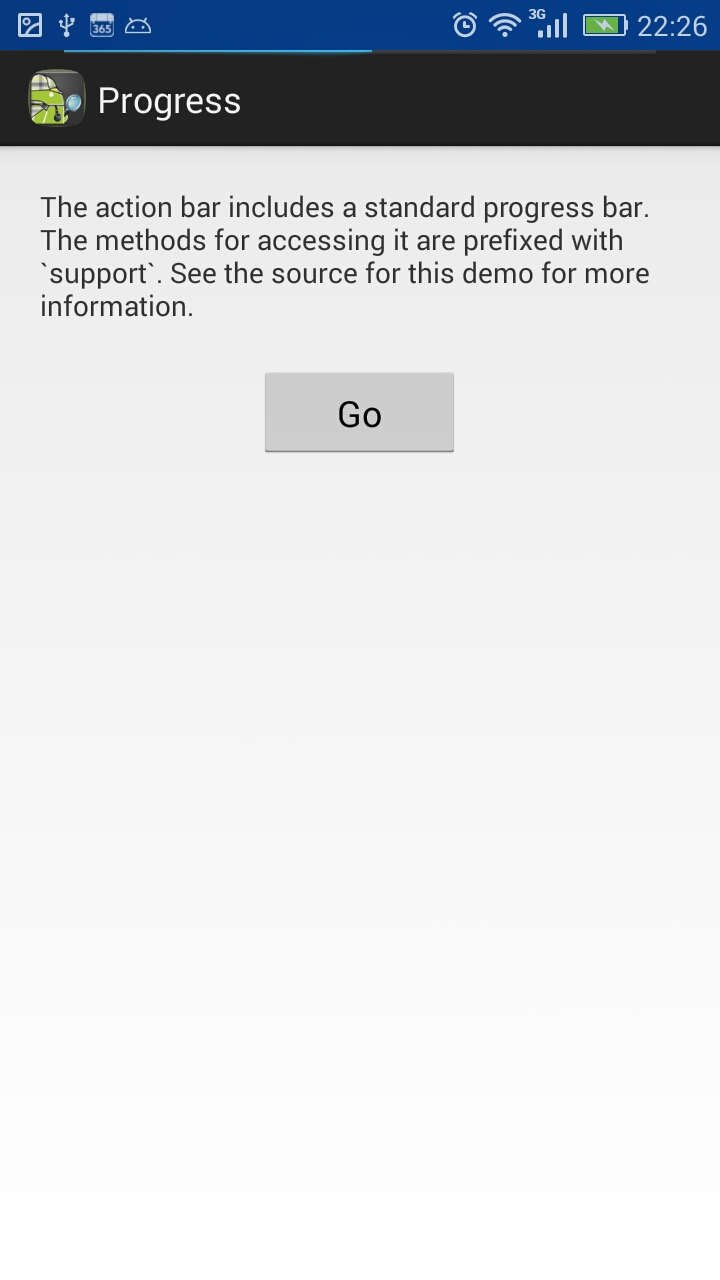 365
3G
22:26
Progress
The action bar includes a standard progress bar.
The methods for accessing it are prefixed with
`support`. See the source for this demo for more
information.
Go